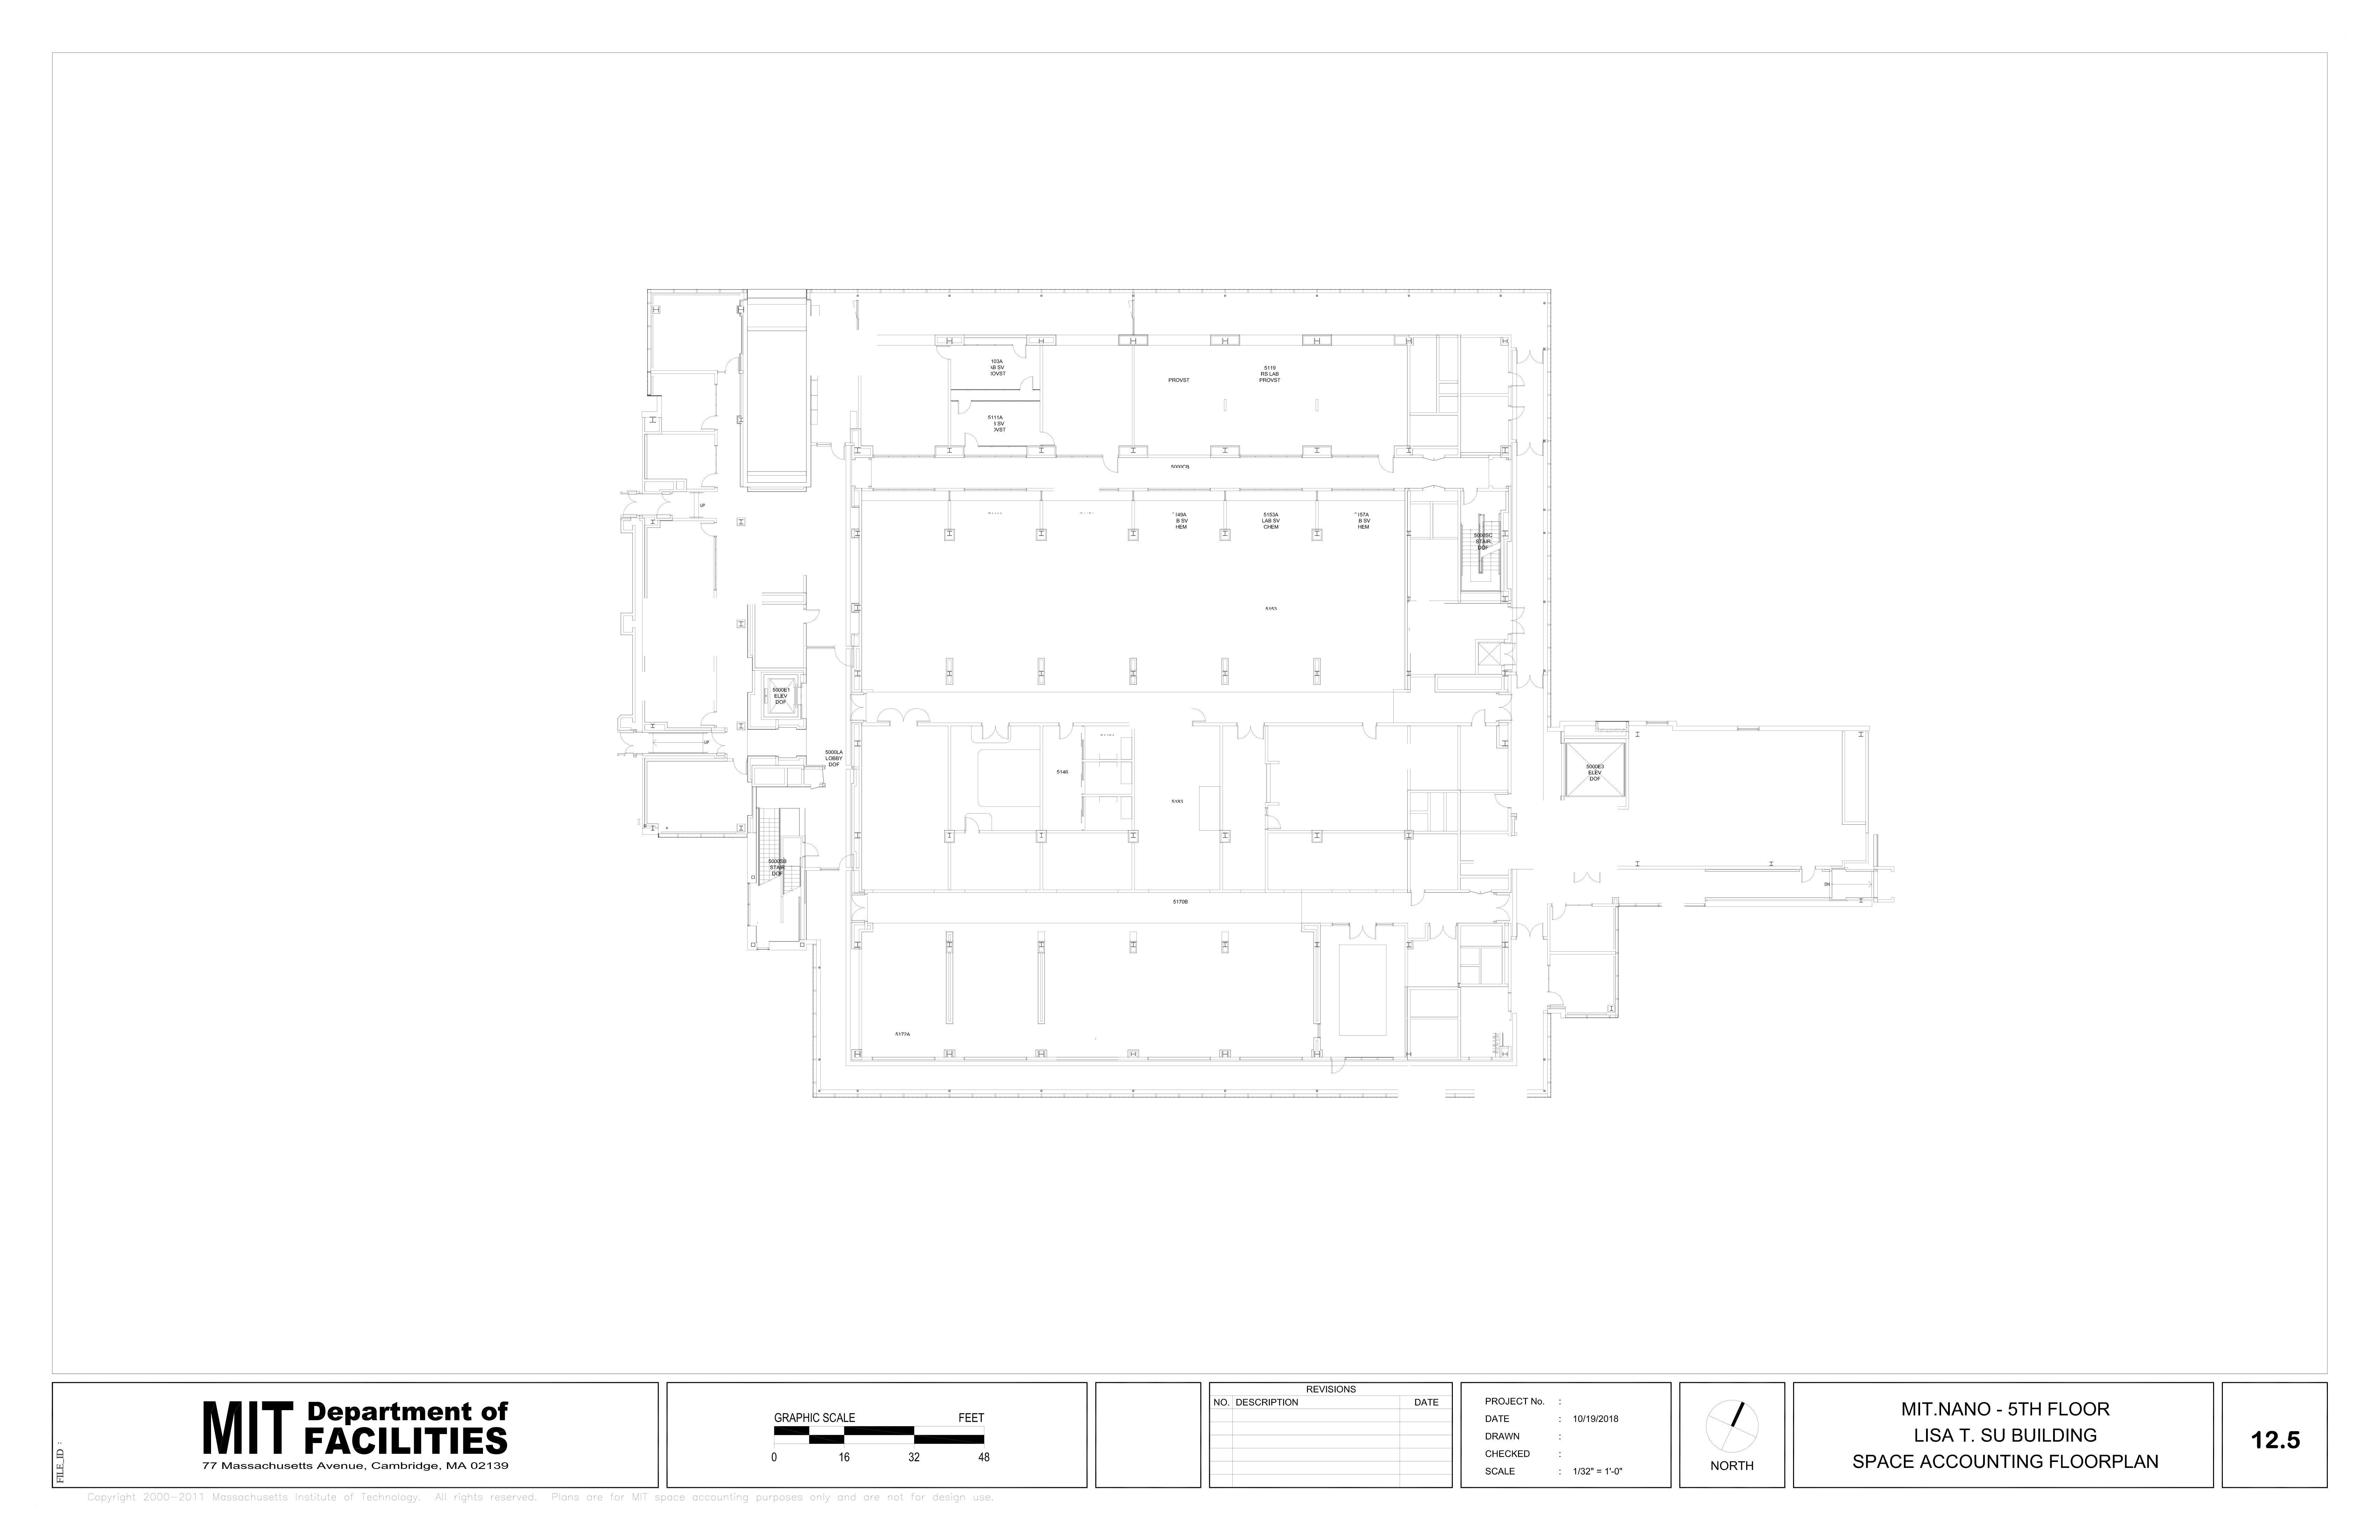 103A
AB SV
5119
RS LAB
PROVST
PROVST
5111A
UP
149A
B SV
HEM
5153A
LAB SV
CHEM
157A
B SV
HEM
5000SC
STAIR
DOF
5000E1
ELEV
DOF
UP
5000LA
LOBBY
DOF
5146
5000E3
ELEV
DOF
5000SB
STAIR
DOF
DN
5170B
FILE_ID :
MIT Department of
FACILITIES
77 Massachusetts Avenue, Cambridge, MA 02139
GRAPHIC SCALE FEET
0 16 32 48
REVISIONS
NO. DESCRIPTION DATE
PROJECT No. :
DATE : 10/19/2018
DRAWN :
CHECKED :
SCALE : 1/32" = 1'-0"
NORTH
MIT.NANO - 5TH FLOOR
LISA T. SU BUILDING
SPACE ACCOUNTING FLOORPLAN
12.5
Copyright 2000-2011 Massachusetts Institute of Technology. All rights reserved. Plans are for MIT space accounting purposes only and are not for design use.